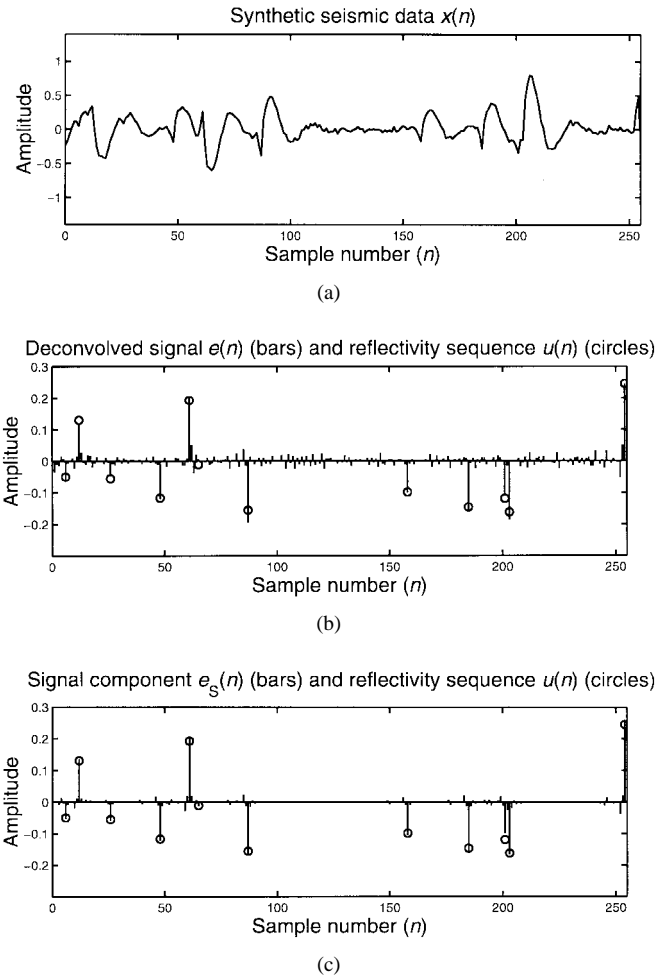 Synthetic seismic data x(n)
1
0.5
0
−0.5
−1
Amplitude
0 50 100 150 200 250
Sample number (n)
(a)
Deconvolved signal e(n) (bars) and reflectivity sequence u(n) (circles)
0.3
0.2
0.1
0
−0.1
−0.2
Amplitude
0 50 100 150 200 250
Sample number (n)
(b)
Signal component e_S(n) (bars) and reflectivity sequence u(n) (circles)
0.3
0.2
0.1
0
−0.1
−0.2
Amplitude
0 50 100 150 200 250
Sample number (n)
(c)